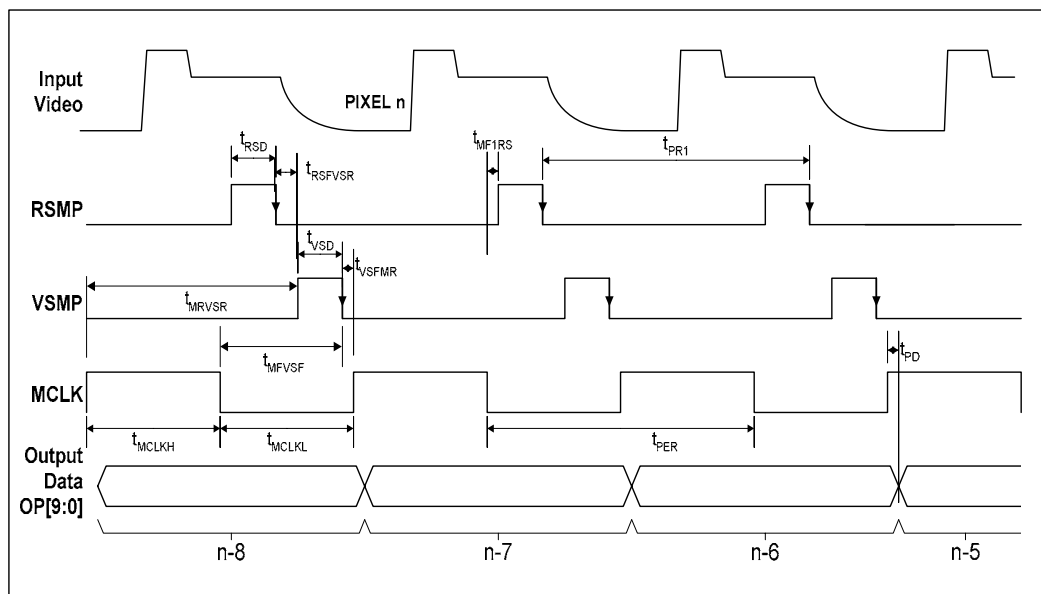 Input
Video
PIXEL n
tRSD
tRSFVSR
tMF1RS
tPR1
RSMP
tVSD
tVSFMR
tMRVSR
VSMP
tMFVSF
tPD
MCLK
tMCLKH
tMCLKL
tPER
Output
Data
OP[9:0]
n-8
n-7
n-6
n-5